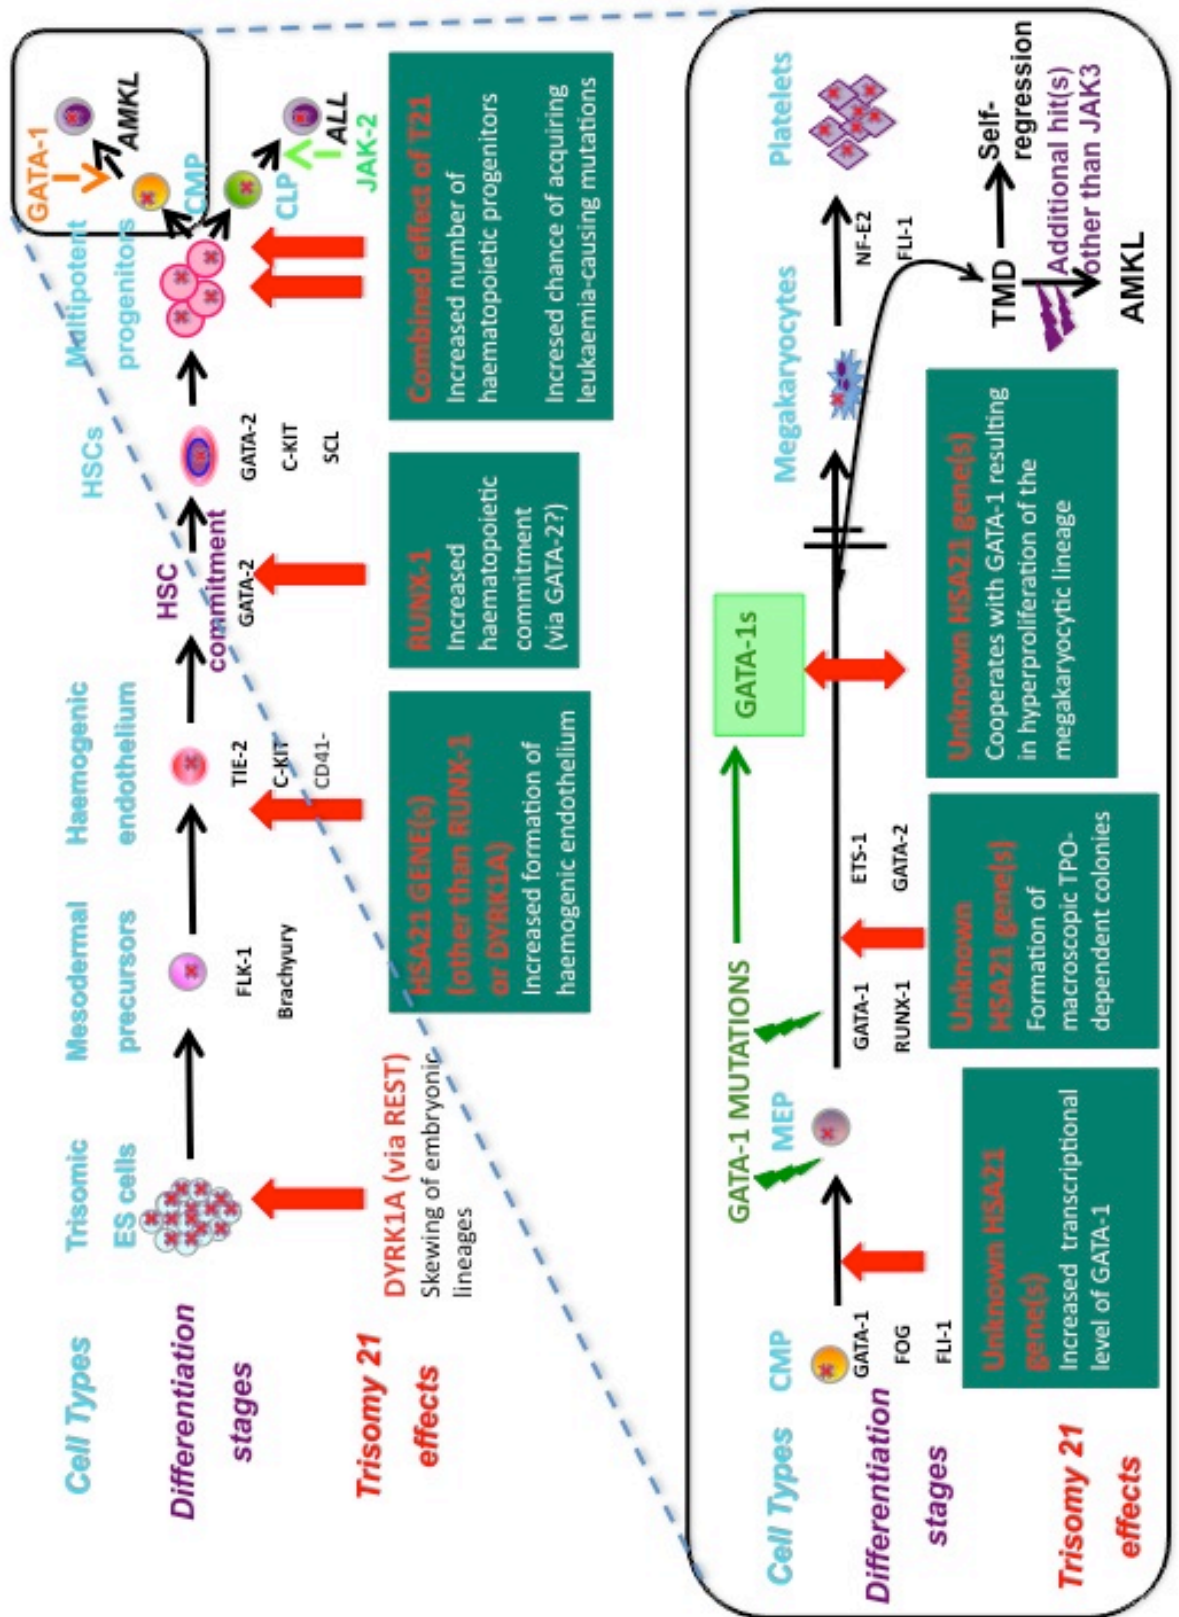 Cell Types
Trisomic
ES cells
Mesodermal
precursors
Haemogenic
endothelium
HSCs
Multipotent
progenitors
GATA-1
AMKL
CMP
CLP
ALL
JAK-2
Differentiation
stages
FLK-1
Brachyury
TIE-2
C-KIT
CD41-
HSC
commitment
GATA-2
GATA-2
C-KIT
SCL
Trisomy 21
effects
DYRK1A (via REST)
Skewing of embryonic
lineages
HSA21 GENE(s)
(other than RUNX-1
or DYRK1A)
Increased formation of
haemogenic endothelium
RUNX-1
Increased
haematopoietic
commitment
(via GATA-2?)
Combined effect of T21
Increased number of
haematopoietic progenitors
Incresed chance of acquiring
leukaemia-causing mutations
GATA-1 MUTATIONS
GATA-1s
Cell Types
CMP
MEP
Megakaryocytes
Platelets
Differentiation
stages
GATA-1
FOG
FLI-1
GATA-1
RUNX-1
ETS-1
GATA-2
NF-E2
FLI-1
TMD
Self-
regression
Additional hit(s)
other than JAK3
AMKL
Trisomy 21
effects
Unknown HSA21
gene(s)
Increased transcriptional
level of GATA-1
Unknown
HSA21 gene(s)
Formation of
macroscopic TPO-
dependent colonies
Unknown HSA21 gene(s)
Cooperates with GATA-1 resulting
in hyperproliferation of the
megakaryocytic lineage